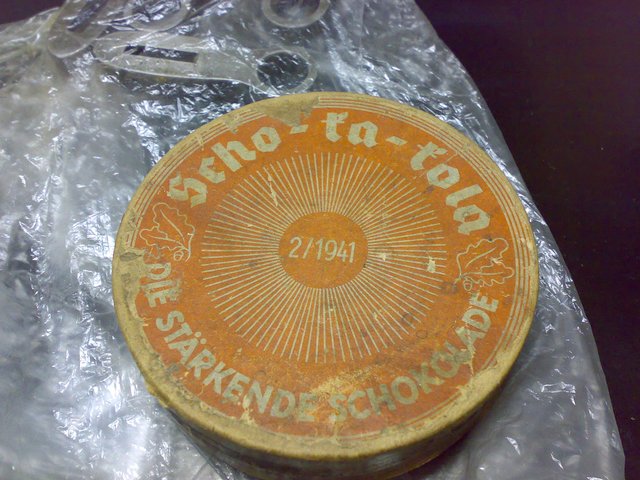 Scho-ka-kola
2/1941
DIE STÄRKENDE SCHOKOLADE